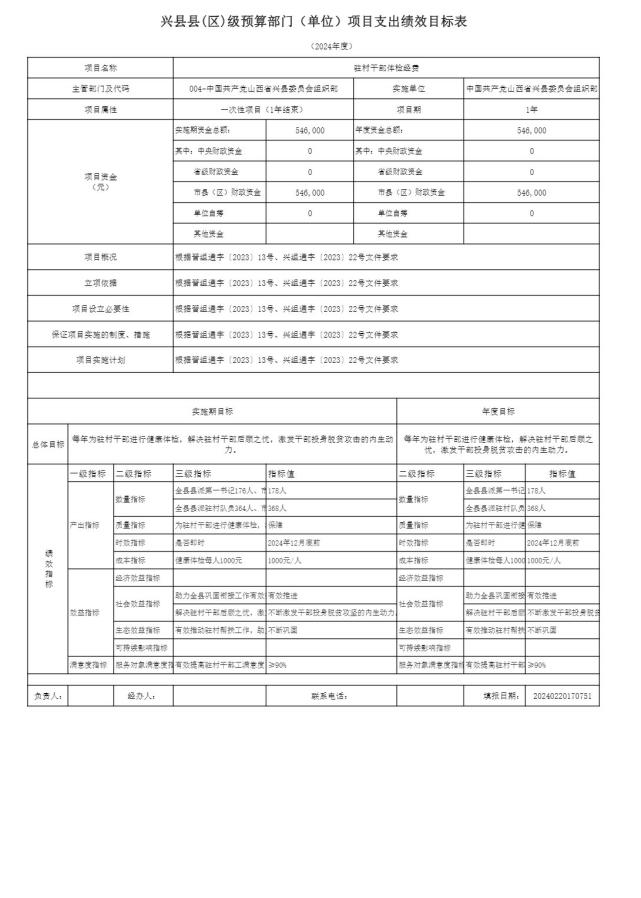 兴县县(区)级预算部门（单位）项目支出绩效目标表
（2024年度）
项目名称 驻村干部体检经费
主管部门及代码 004-中国共产党山西省兴县委员会组织部 实施单位 中国共产党山西省兴县委员会组织部
项目属性 一次性项目（1年结束） 项目期 1年
项目资金（元） 实施期资金总额: 546,000 年度资金总额: 546,000
其中: 中央财政资金 0 其中: 中央财政资金 0
省级财政资金 0 省级财政资金 0
市县（区）财政资金 546,000 市县（区）财政资金 546,000
单位自筹 0 单位自筹 0
其他资金 其他资金
项目概况 根据晋组通字〔2023〕13号、兴组通字〔2023〕22号文件要求
立项依据 根据晋组通字〔2023〕13号、兴组通字〔2023〕22号文件要求
项目设立必要性 根据晋组通字〔2023〕13号、兴组通字〔2023〕22号文件要求
保证项目实施的制度、措施 根据晋组通字〔2023〕13号、兴组通字〔2023〕22号文件要求
项目实施计划 根据晋组通字〔2023〕13号、兴组通字〔2023〕22号文件要求
实施期目标 年度目标
总体目标 每年为驻村干部进行健康体检，解决驻村干部后顾之忧，激发干部投身脱贫攻击的内生动力。 每年为驻村干部进行健康体检，解决驻村干部后顾之忧，激发干部投身脱贫攻击的内生动力。
绩效指标 一级指标 二级指标 三级指标 指标值 二级指标 三级指标 指标值
产出指标 数量指标 全县县派第一书记176人、市 178人 数量指标 全县县派第一书记 178人
全县县派驻村队员364人、市 368人 全县县派驻村队员 368人
质量指标 为驻村干部进行健康体检， 保障 质量指标 为驻村干部进行健 保障
时效指标 是否即时 2024年12月底前 时效指标 是否即时 2024年12月底前
成本指标 健康体检每人1000元 1000元/人 成本指标 健康体检每人1000 1000元/人
效益指标 经济效益指标 经济效益指标
社会效益指标 助力全县巩固衔接工作有效 有效推进 社会效益指标 助力全县巩固衔接 有效推进
解决驻村干部后顾之忧，激 不断激发干部投身脱贫攻坚的内生动力。 解决驻村干部后顾 不断激发干部投身脱贫
生态效益指标 有效推动驻村帮扶工作，助 不断巩固 生态效益指标 有效推动驻村帮扶 不断巩固
可持续影响指标 可持续影响指标
满意度指标 服务对象满意度指 有效提高驻村干部工满意度 ≥90% 服务对象满意度指标 有效提高驻村干部 ≥90%
负责人: 经办人: 联系电话: 填报日期: 20240220170751